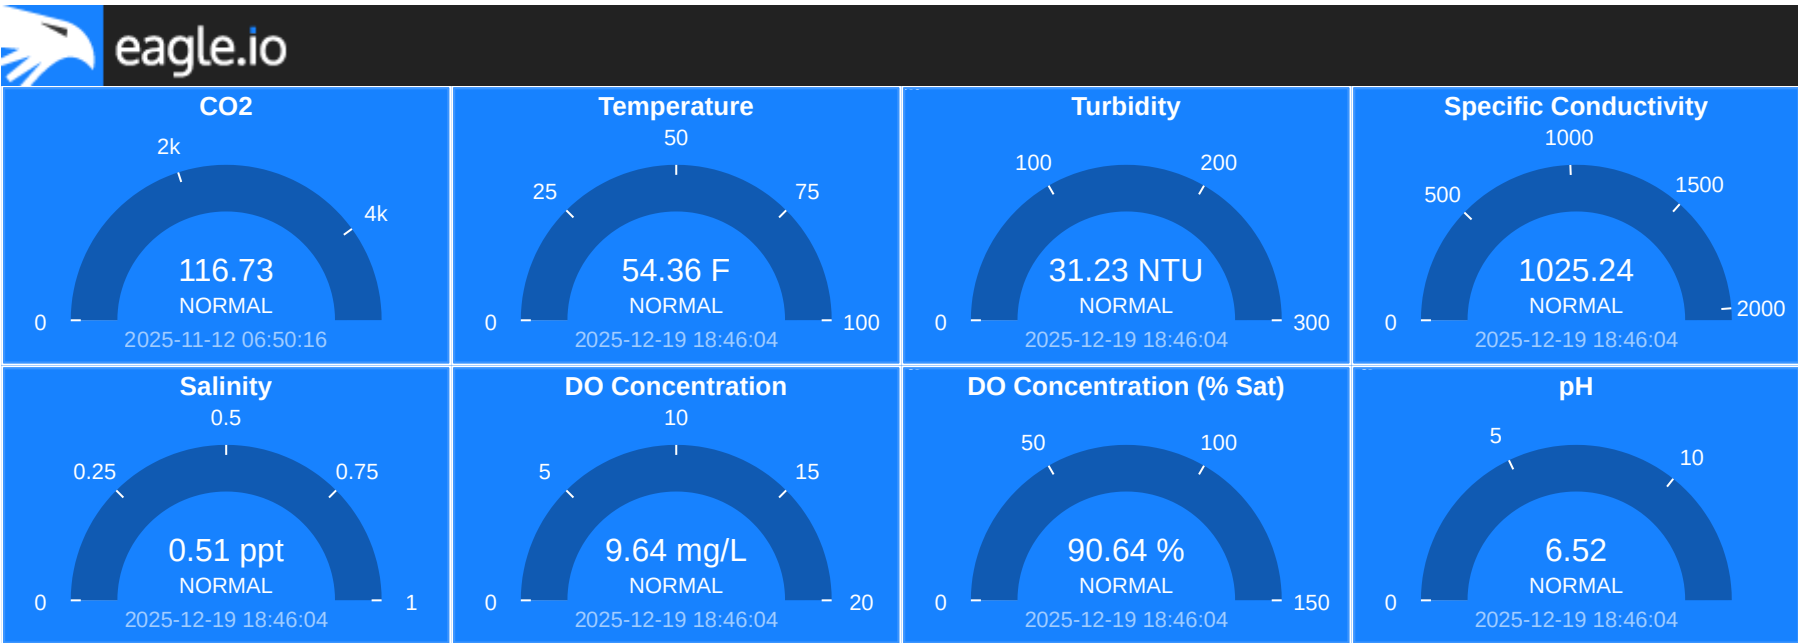 eagle.io
CO2
2k
4k
0
116.73
NORMAL
2025-11-12 06:50:16
Temperature
50
25
75
0
100
54.36 F
NORMAL
2025-12-19 18:46:04
Turbidity
100
200
0
300
31.23 NTU
NORMAL
2025-12-19 18:46:04
Specific Conductivity
1000
500
1500
0
2000
1025.24
NORMAL
2025-12-19 18:46:04
Salinity
0.5
0.25
0.75
0
1
0.51 ppt
NORMAL
2025-12-19 18:46:04
DO Concentration
10
5
15
0
20
9.64 mg/L
NORMAL
2025-12-19 18:46:04
DO Concentration (% Sat)
50
100
0
150
90.64 %
NORMAL
2025-12-19 18:46:04
pH
5
10
0
6.52
NORMAL
2025-12-19 18:46:04